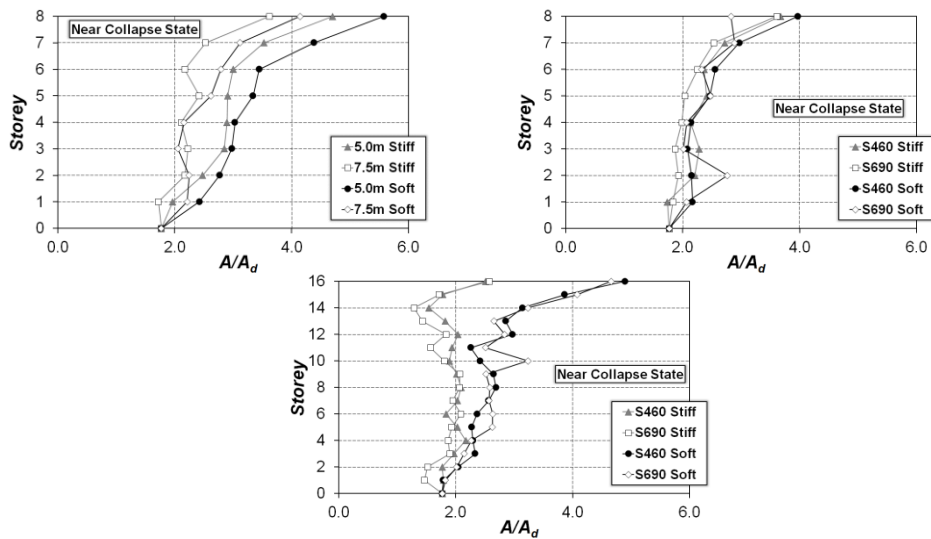 Near Collapse State
8
7
6
5
4
3
2
1
0
Storey
5.0m Stiff
7.5m Stiff
5.0m Soft
7.5m Soft
0.0 2.0 4.0 6.0
A/Ad
8
7
6
5
4
3
2
1
0
Storey
Near Collapse State
S460 Stiff
S690 Stiff
S460 Soft
S690 Soft
0.0 2.0 4.0 6.0
A/Ad
16
14
12
10
8
6
4
2
0
Storey
Near Collapse State
S460 Stiff
S690 Stiff
S460 Soft
S690 Soft
0.0 2.0 4.0 6.0
A/Ad